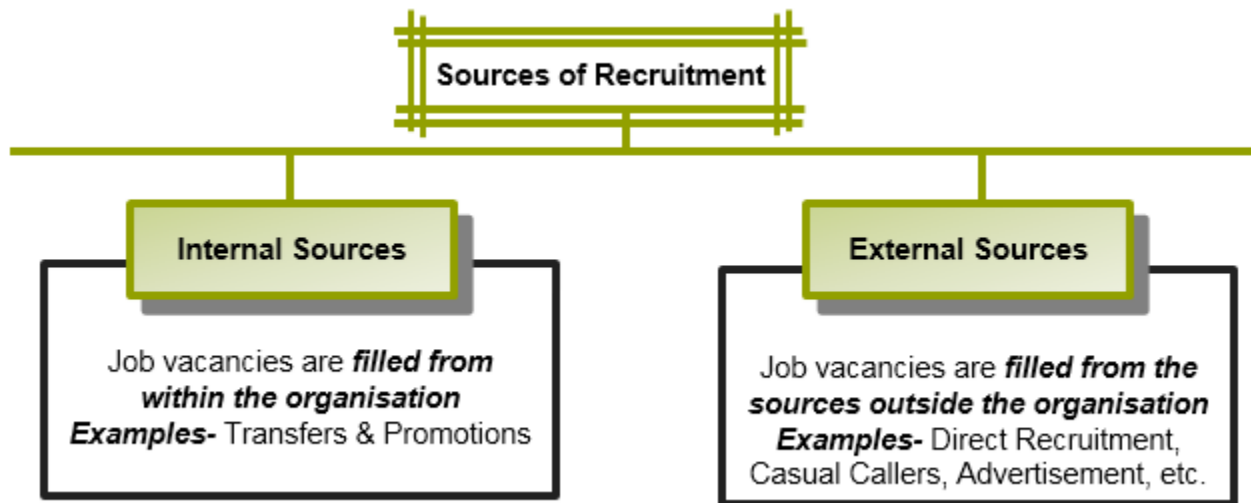 Sources of Recruitment
Internal Sources
Job vacancies are filled from
within the organisation
Examples- Transfers & Promotions
External Sources
Job vacancies are filled from the
sources outside the organisation
Examples- Direct Recruitment,
Casual Callers, Advertisement, etc.